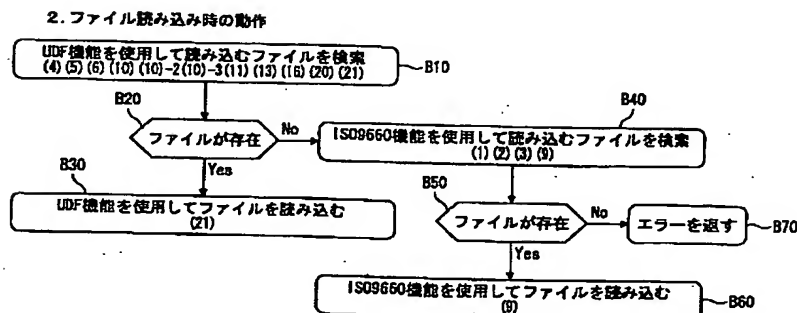 2.ファイル読み込み時の動作
UDF機能を使用して読み込むファイルを検索
(4)(5)(6)(10)(10)-2(10)-3(11)(13)(16)(20)(21)
B10
B20
ファイルが存在
No
Yes
B40
ISO9660機能を使用して読み込むファイルを検索
(1)(2)(3)(9)
B30
UDF機能を使用してファイルを読み込む
(21)
B50
ファイルが存在
No
エラーを返す
B70
Yes
ISO9660機能を使用してファイルを読み込む
(9)
B60